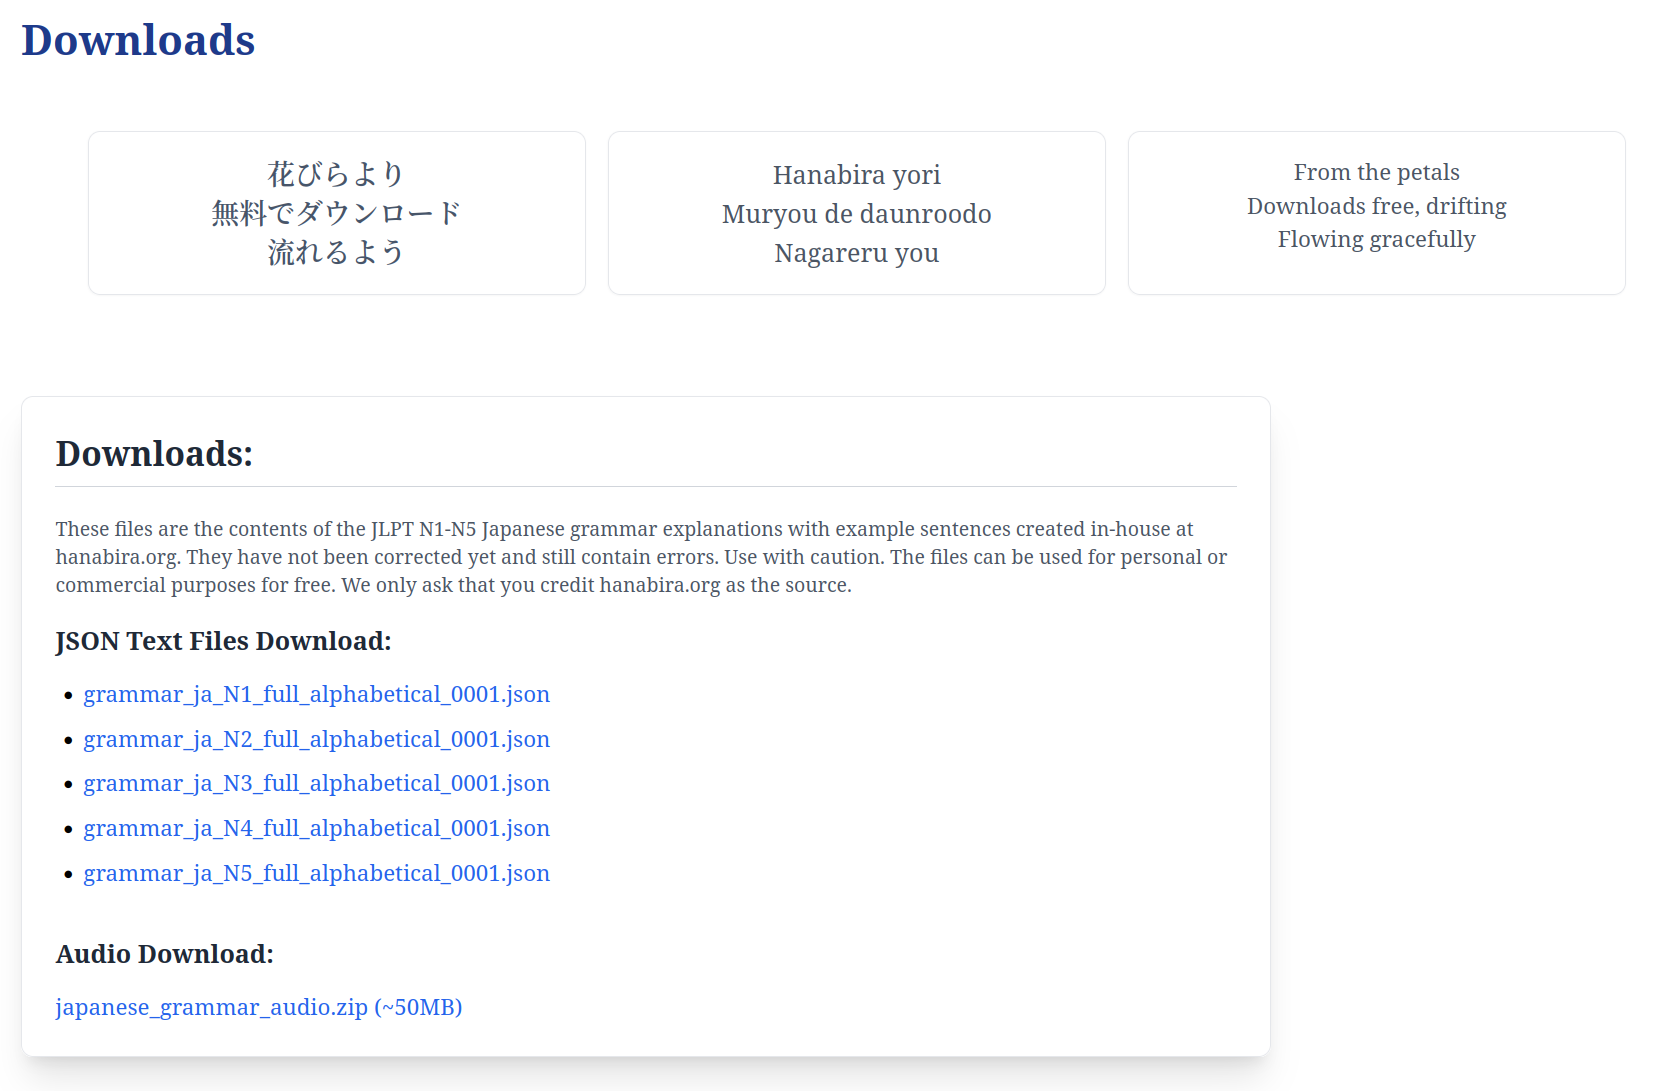 Downloads
花びらより
無料でダウンロード
流れるよう
Hanabira yori
Muryou de daunroodo
Nagareru you
From the petals
Downloads free, drifting
Flowing gracefully
Downloads:
These files are the contents of the JLPT N1-N5 Japanese grammar explanations with example sentences created in-house at
hanabira.org. They have not been corrected yet and still contain errors. Use with caution. The files can be used for personal or
commercial purposes for free. We only ask that you credit hanabira.org as the source.
JSON Text Files Download:
• grammar_ja_N1_full_alphabetical_0001.json
• grammar_ja_N2_full_alphabetical_0001.json
• grammar_ja_N3_full_alphabetical_0001.json
• grammar_ja_N4_full_alphabetical_0001.json
• grammar_ja_N5_full_alphabetical_0001.json
Audio Download:
japanese_grammar_audio.zip (~50MB)